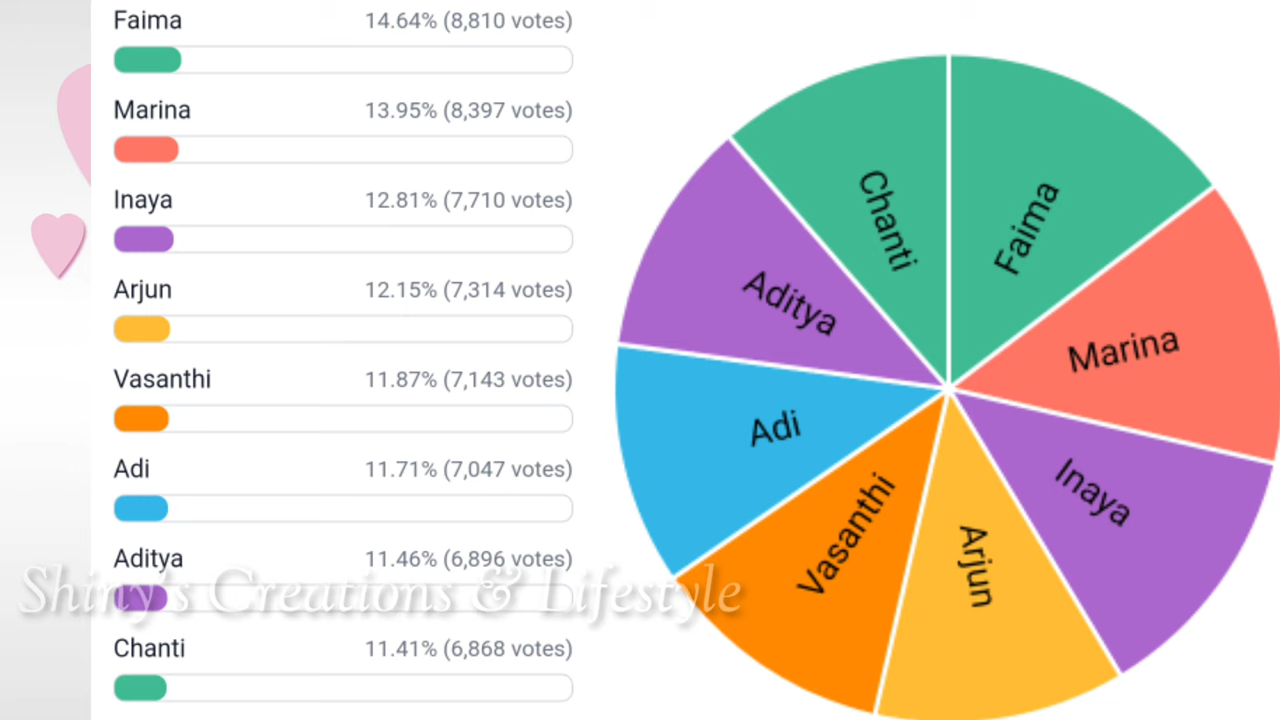 Faima 14.64% (8,810 votes)
Marina 13.95% (8,397 votes)
Inaya 12.81% (7,710 votes)
Arjun 12.15% (7,314 votes)
Vasanthi 11.87% (7,143 votes)
Adi 11.71% (7,047 votes)
Aditya 11.46% (6,896 votes)
Shiny's Creations & Lifestyle
Chanti 11.41% (6,868 votes)
Chanti
Faima
Aditya
Marina
Adi
Inaya
Vasanthi
Arjun